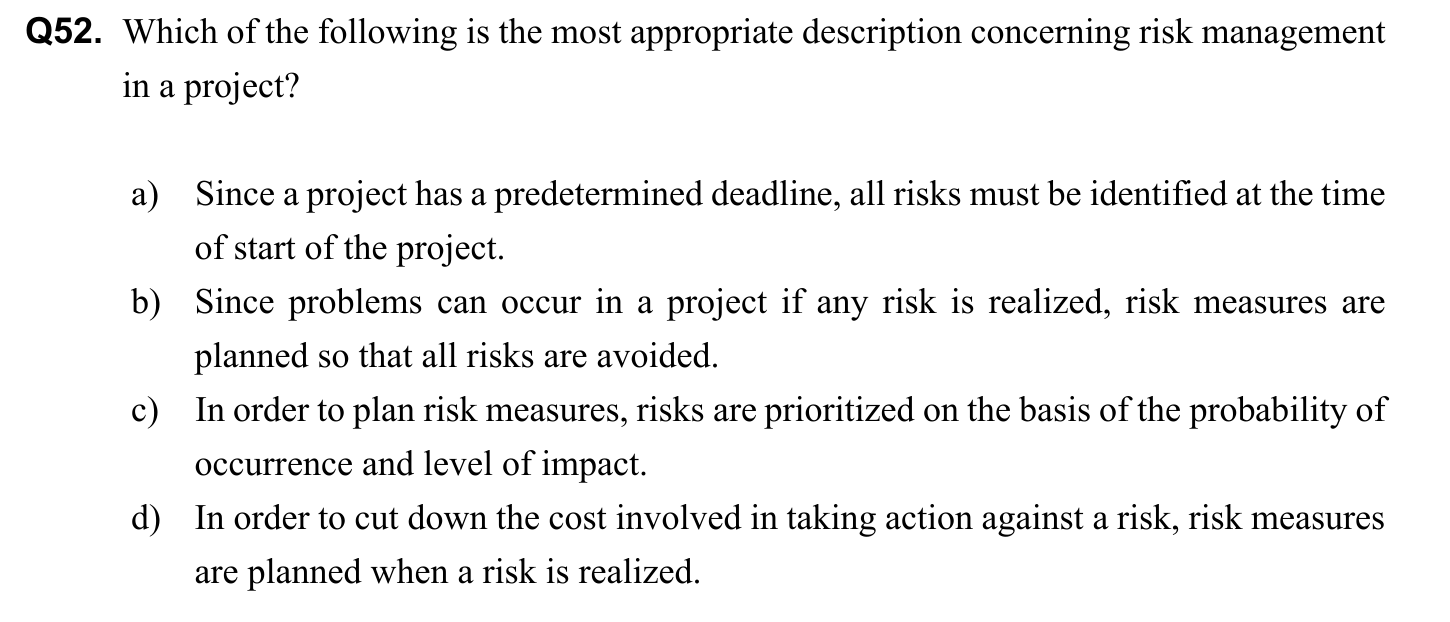 Q52. Which of the following is the most appropriate description concerning risk management
in a project?
a) Since a project has a predetermined deadline, all risks must be identified at the time
of start of the project.
b) Since problems can occur in a project if any risk is realized, risk measures are
planned so that all risks are avoided.
c) In order to plan risk measures, risks are prioritized on the basis of the probability of
occurrence and level of impact.
d) In order to cut down the cost involved in taking action against a risk, risk measures
are planned when a risk is realized.